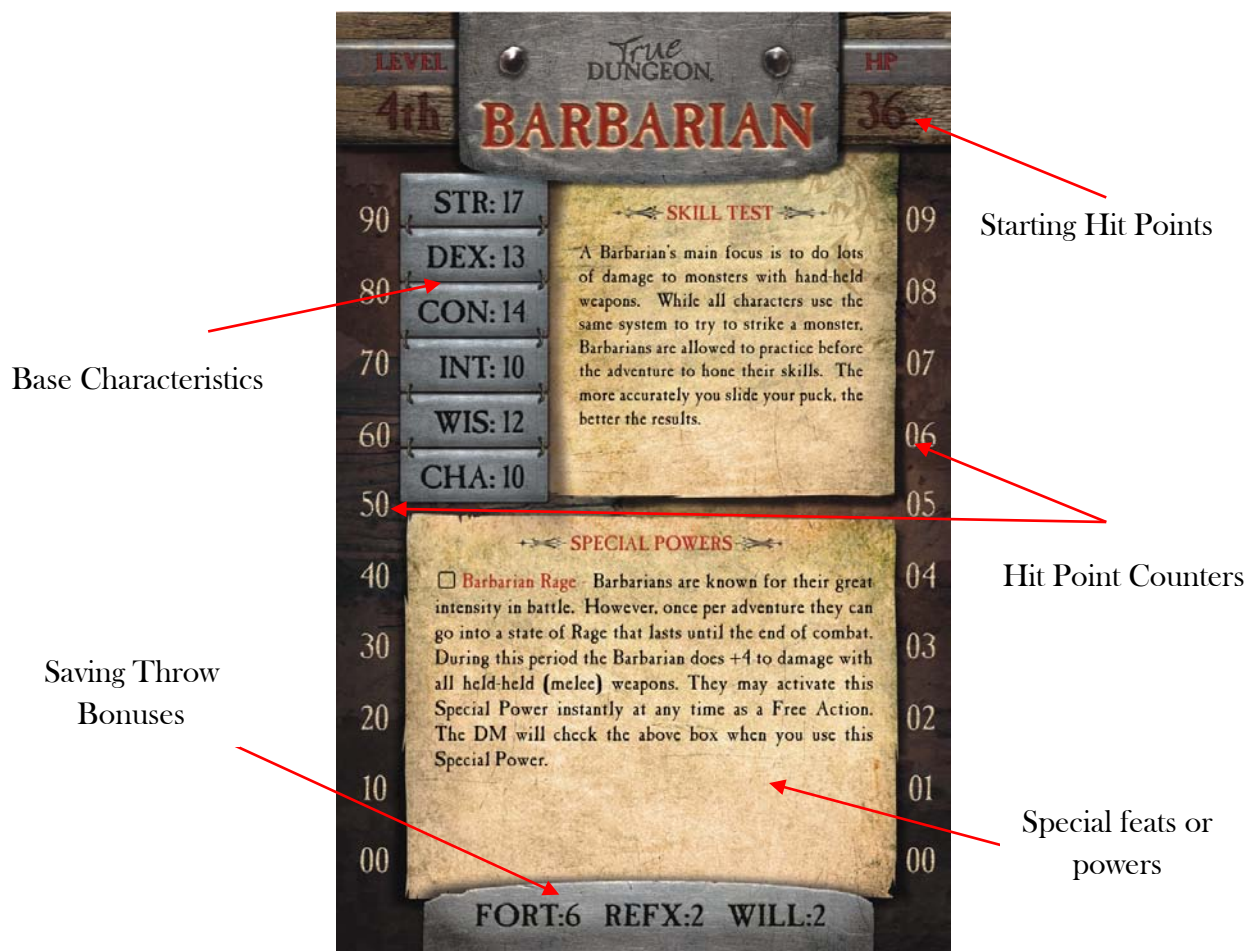 LEVEL
4th
True
DUNGEON.
BARBARIAN
HP
36
STR: 17
DEX: 13
CON: 14
INT: 10
WIS: 12
CHA: 10
SKILL TEST
A Barbarian's main focus is to do lots
of damage to monsters with hand-held
weapons. While all characters use the
same system to try to strike a monster,
Barbarians are allowed to practice before
the adventure to hone their skills. The
more accurately you slide your puck, the
better the results.
90
80
70
60
50
40
30
20
10
00
09
08
07
06
05
04
03
02
01
00
SPECIAL POWERS
Barbarian Rage - Barbarians are known for their great
intensity in battle. However, once per adventure they can
go into a state of Rage that lasts until the end of combat.
During this period the Barbarian does +4 to damage with
all held-held (melee) weapons. They may activate this
Special Power instantly at any time as a Free Action.
The DM will check the above box when you use this
Special Power.
FORT:6 REFX:2 WILL:2
Starting Hit Points
Base Characteristics
Hit Point Counters
Saving Throw
Bonuses
Special feats or
powers